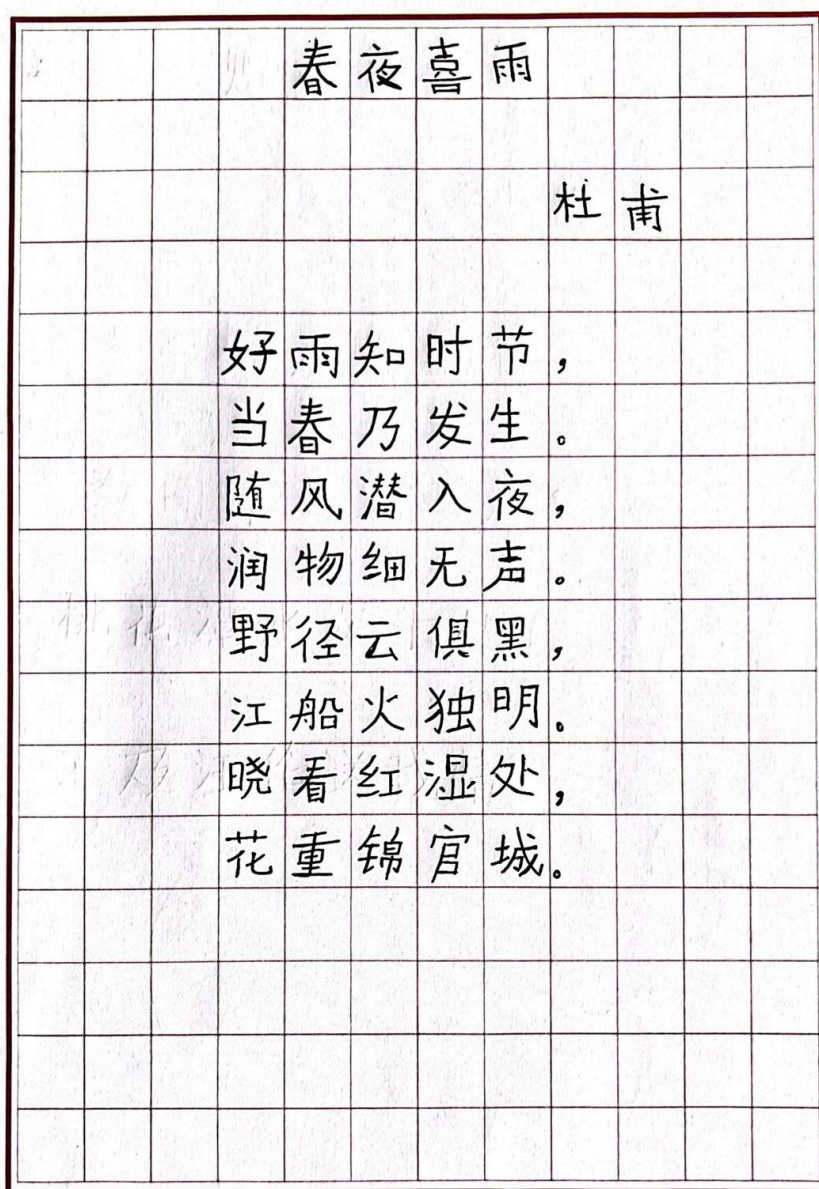 春夜喜雨
杜甫
好雨知时节，
当春乃发生。
随风潜入夜，
润物细无声。
野径云俱黑，
江船火独明。
晓看红湿处，
花重锦官城。